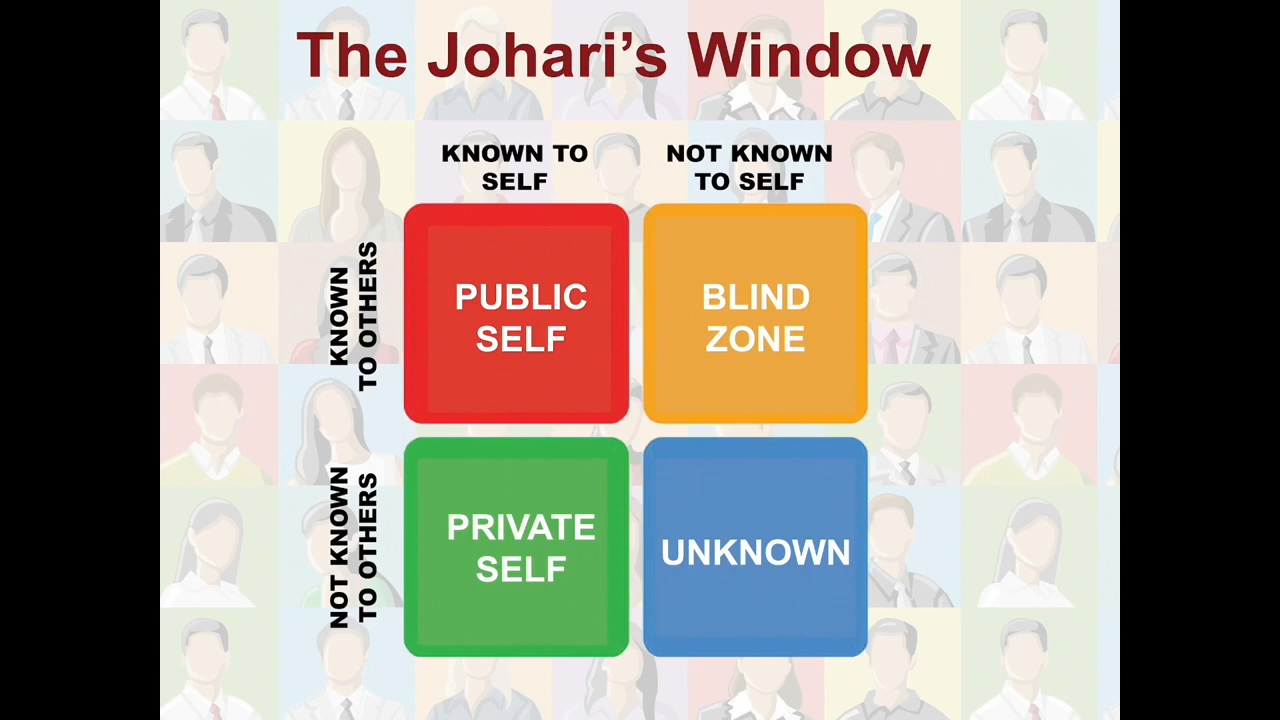 The Johari’s Window
KNOWN TO
SELF
NOT KNOWN
TO SELF
KNOWN
TO OTHERS
PUBLIC
SELF
BLIND
ZONE
NOT KNOWN
TO OTHERS
PRIVATE
SELF
UNKNOWN